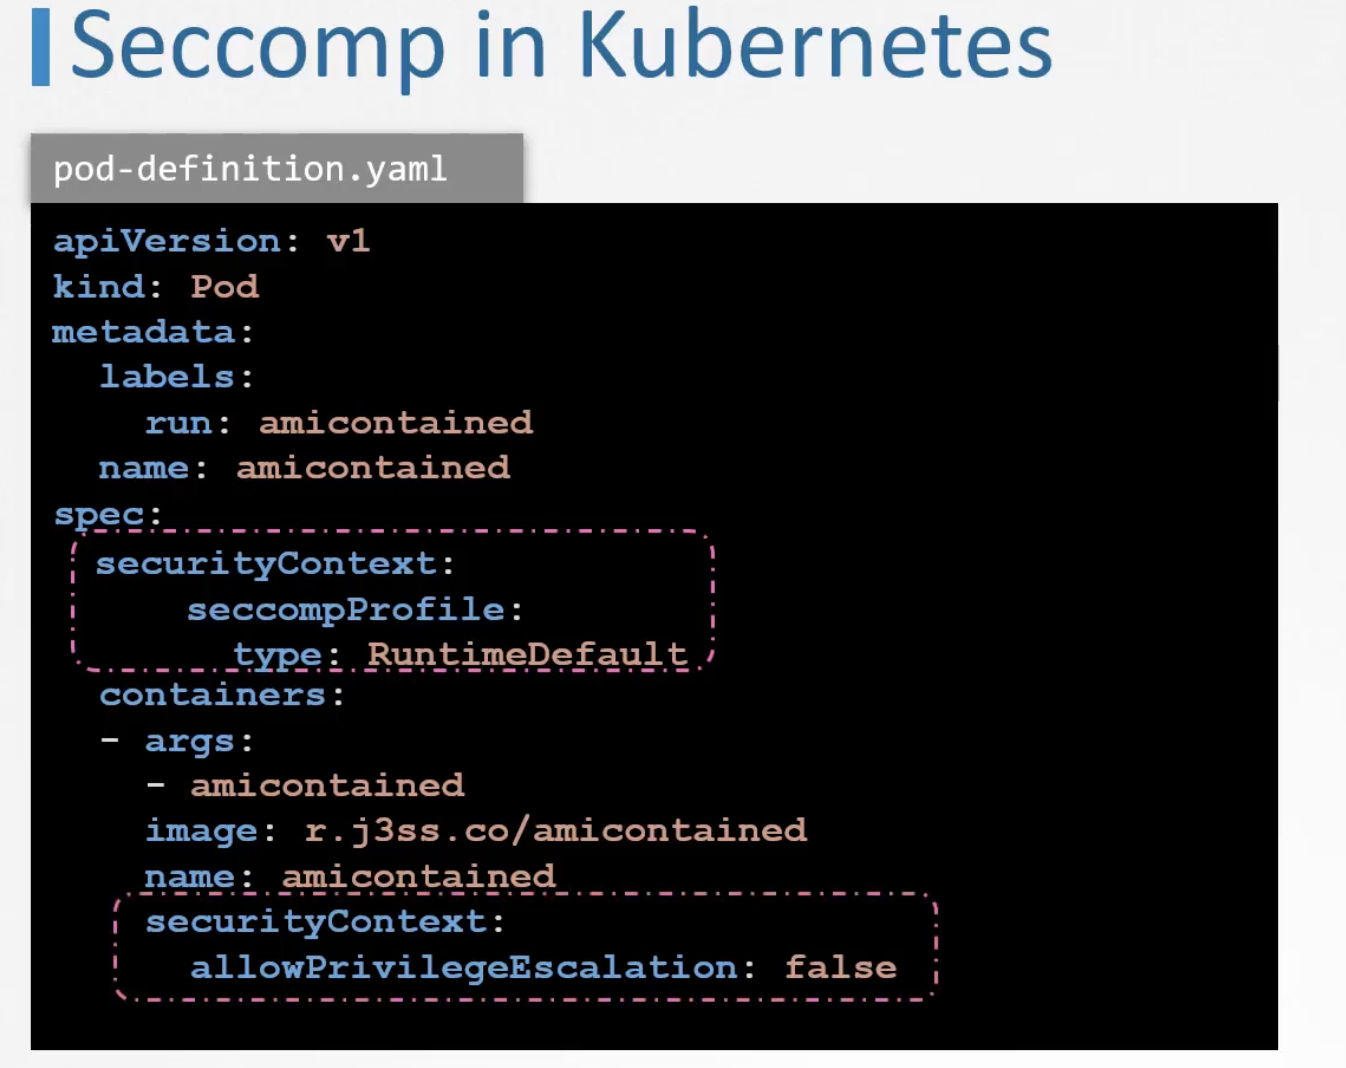 Seccomp in Kubernetes
pod-definition.yaml
apiVersion: v1
kind: Pod
metadata:
  labels:
    run: amicontained
  name: amicontained
spec:
  securityContext:
      seccompProfile:
        type: RuntimeDefault
  containers:
  - args:
    - amicontained
    image: r.j3ss.co/amicontained
    name: amicontained
    securityContext:
      allowPrivilegeEscalation: false